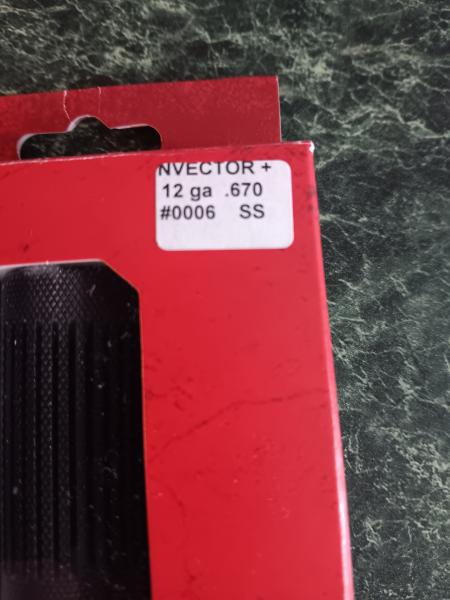 NVECTOR +
12 ga .670
#0006 SS